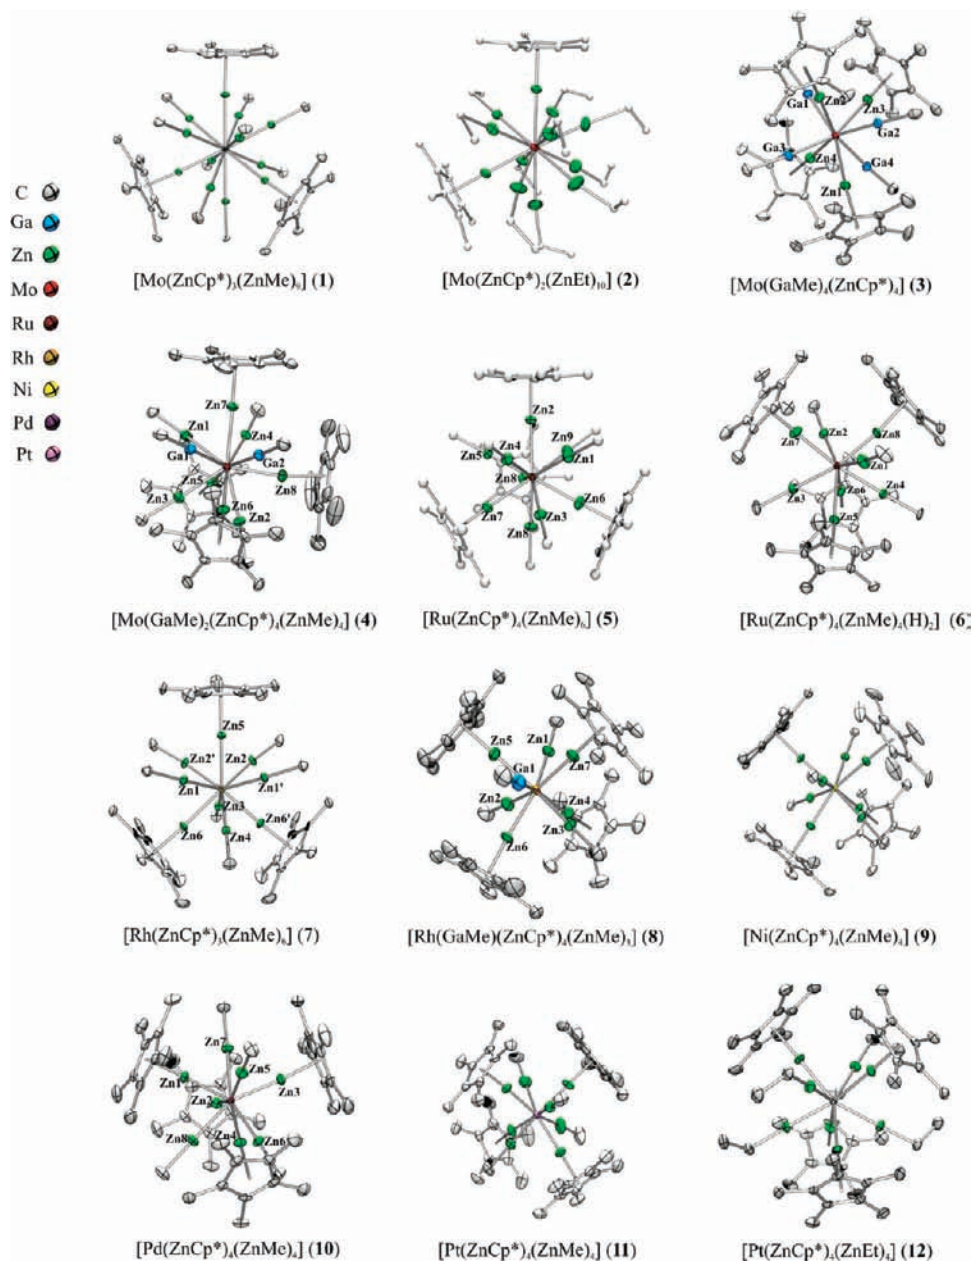 C
Ga
Zn
Mo
Ru
Rh
Ni
Pd
Pt
[Mo(ZnCp*)₃(ZnMe)₉] (1)
[Mo(ZnCp*)₂(ZnEt)₁₀] (2)
Ga1
Zn2
Zn3
Ga2
Ga3
Zn4
Ga4
Zn1
[Mo(GaMe)₄(ZnCp*)₄] (3)
Zn7
Zn1
Zn4
Ga1
Ga2
Zn5
Zn8
Zn3
Zn6
Zn2
[Mo(GaMe)₂(ZnCp*)₄(ZnMe)₄] (4)
Zn2
Zn4
Zn9
Zn5
Zn1
Zn8
Zn6
Zn7
Zn3
Zn8
[Ru(ZnCp*)₄(ZnMe)₆] (5)
Zn7
Zn2
Zn8
Zn1
Zn3
Zn6
Zn4
Zn5
[Ru(ZnCp*)₄(ZnMe)₄(H)₂] (6)
Zn5
Zn2'
Zn2
Zn1
Zn1'
Zn3
Zn6
Zn6'
Zn4
[Rh(ZnCp*)₃(ZnMe)₆] (7)
Zn5
Zn1
Zn7
Ga1
Zn2
Zn4
Zn3
Zn6
[Rh(GaMe)(ZnCp*)₄(ZnMe)₃] (8)
[Ni(ZnCp*)₄(ZnMe)₄] (9)
Zn7
Zn1
Zn5
Zn3
Zn2
Zn8
Zn4
Zn6
[Pd(ZnCp*)₄(ZnMe)₄] (10)
[Pt(ZnCp*)₄(ZnMe)₄] (11)
[Pt(ZnCp*)₄(ZnEt)₄] (12)